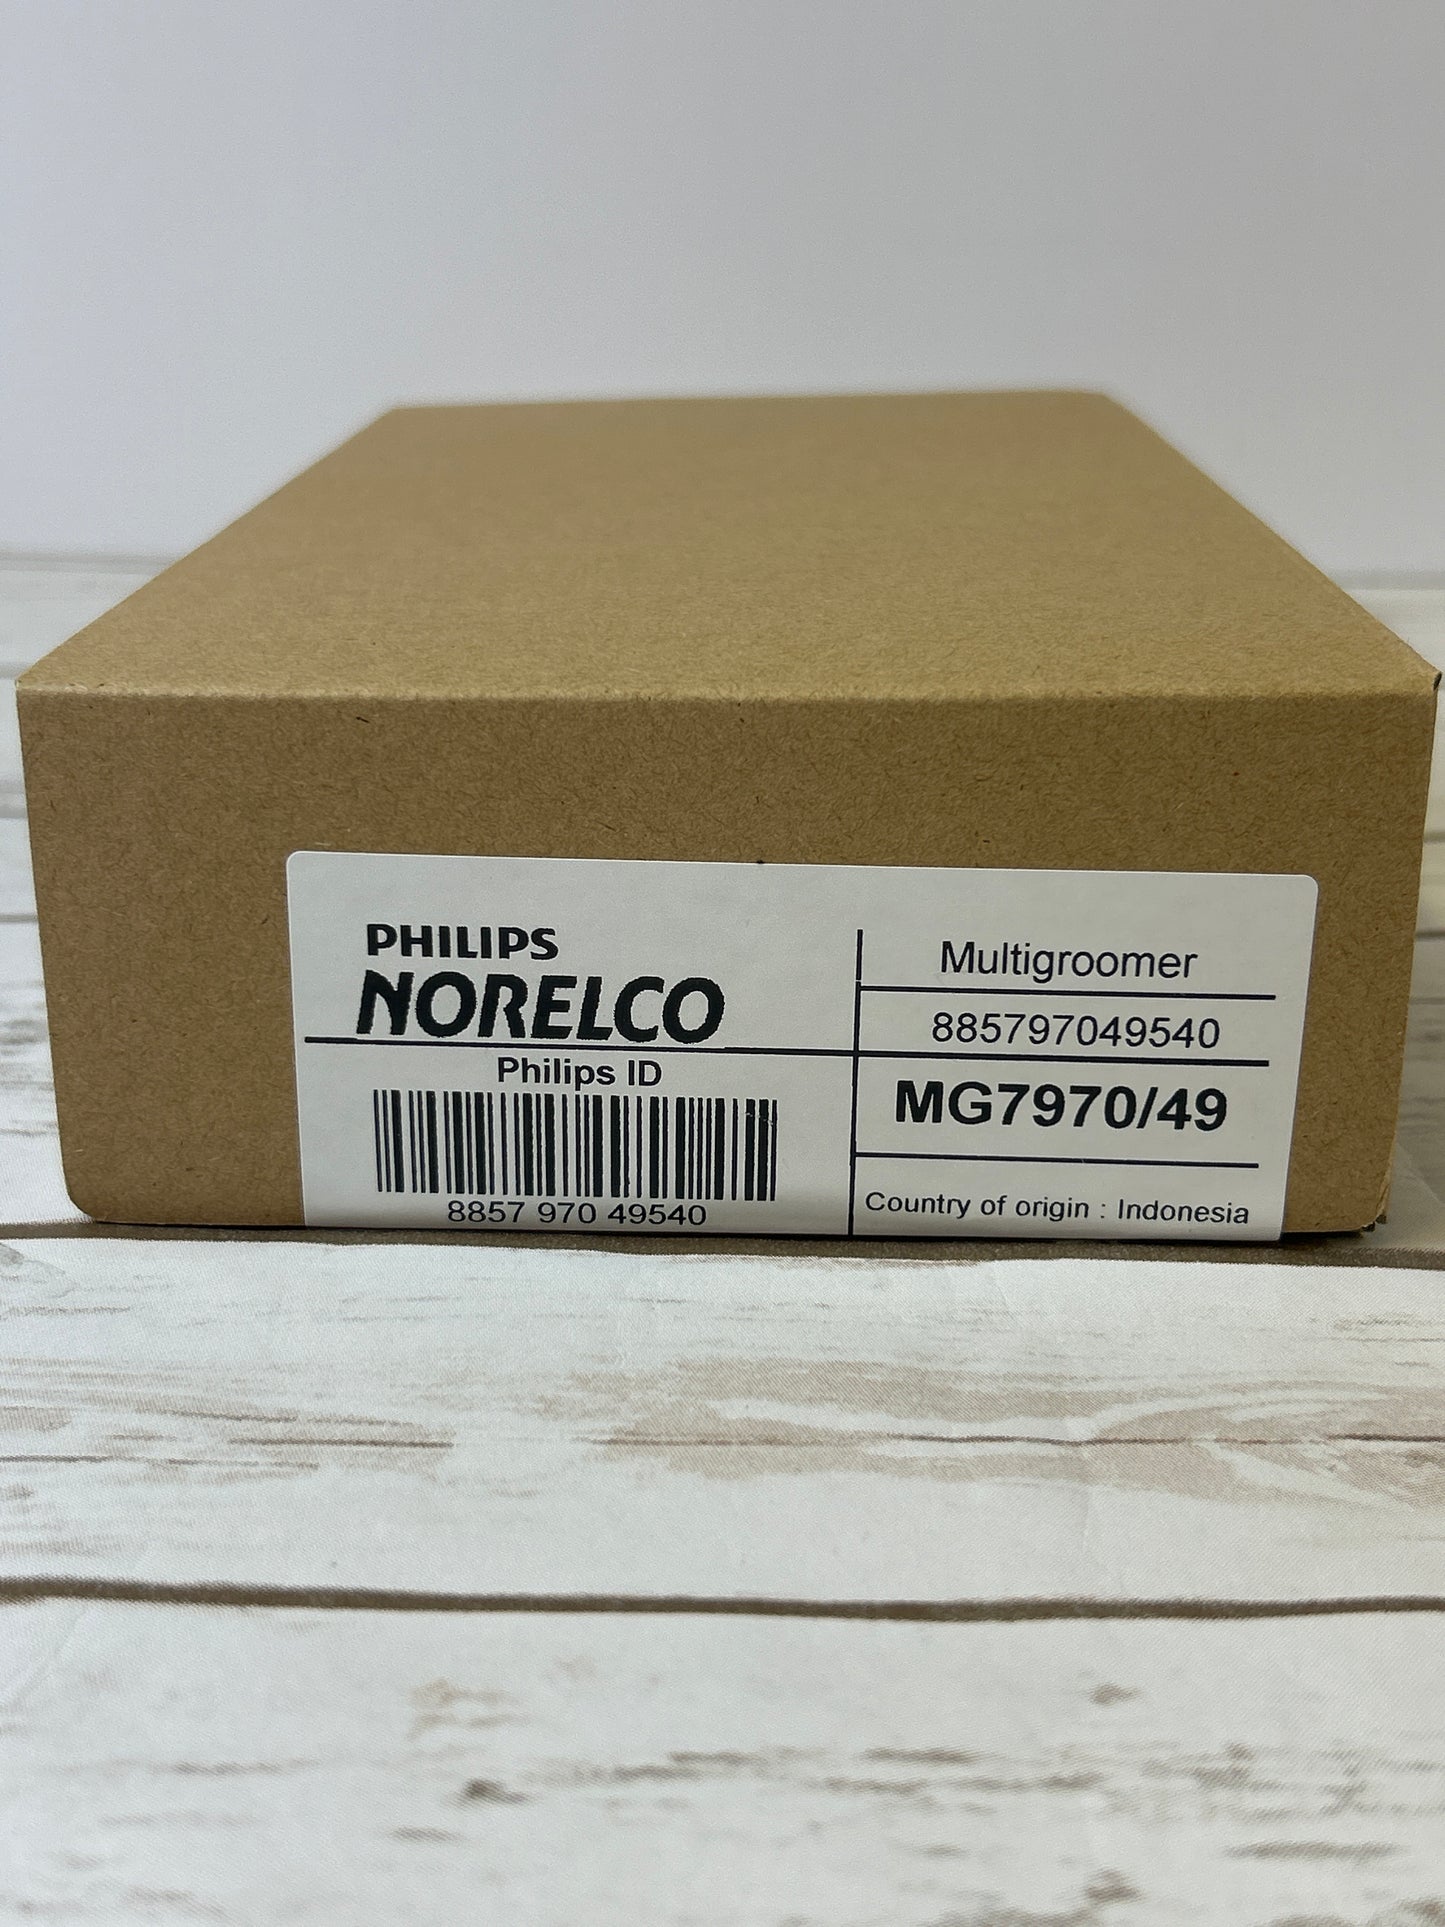 PHILIPS
NORELCO
Philips ID
8857 970 49540
Multigroomer
885797049540
MG7970/49
Country of origin : Indonesia